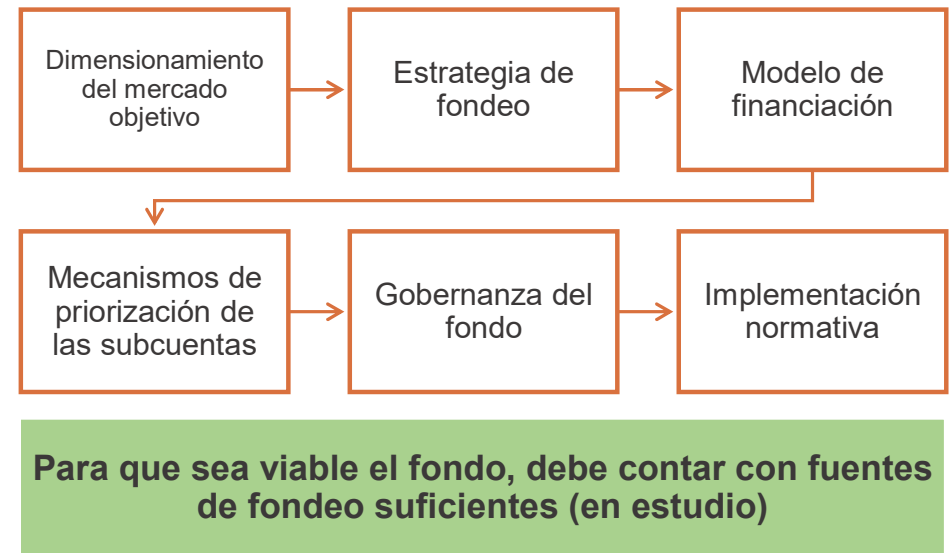 Dimensionamiento
del mercado
objetivo
Estrategia de
fondeo
Modelo de
financiación
Mecanismos de
priorización de
las subcuentas
Gobernanza del
fondo
Implementación
normativa
Para que sea viable el fondo, debe contar con fuentes
de fondeo suficientes (en estudio)